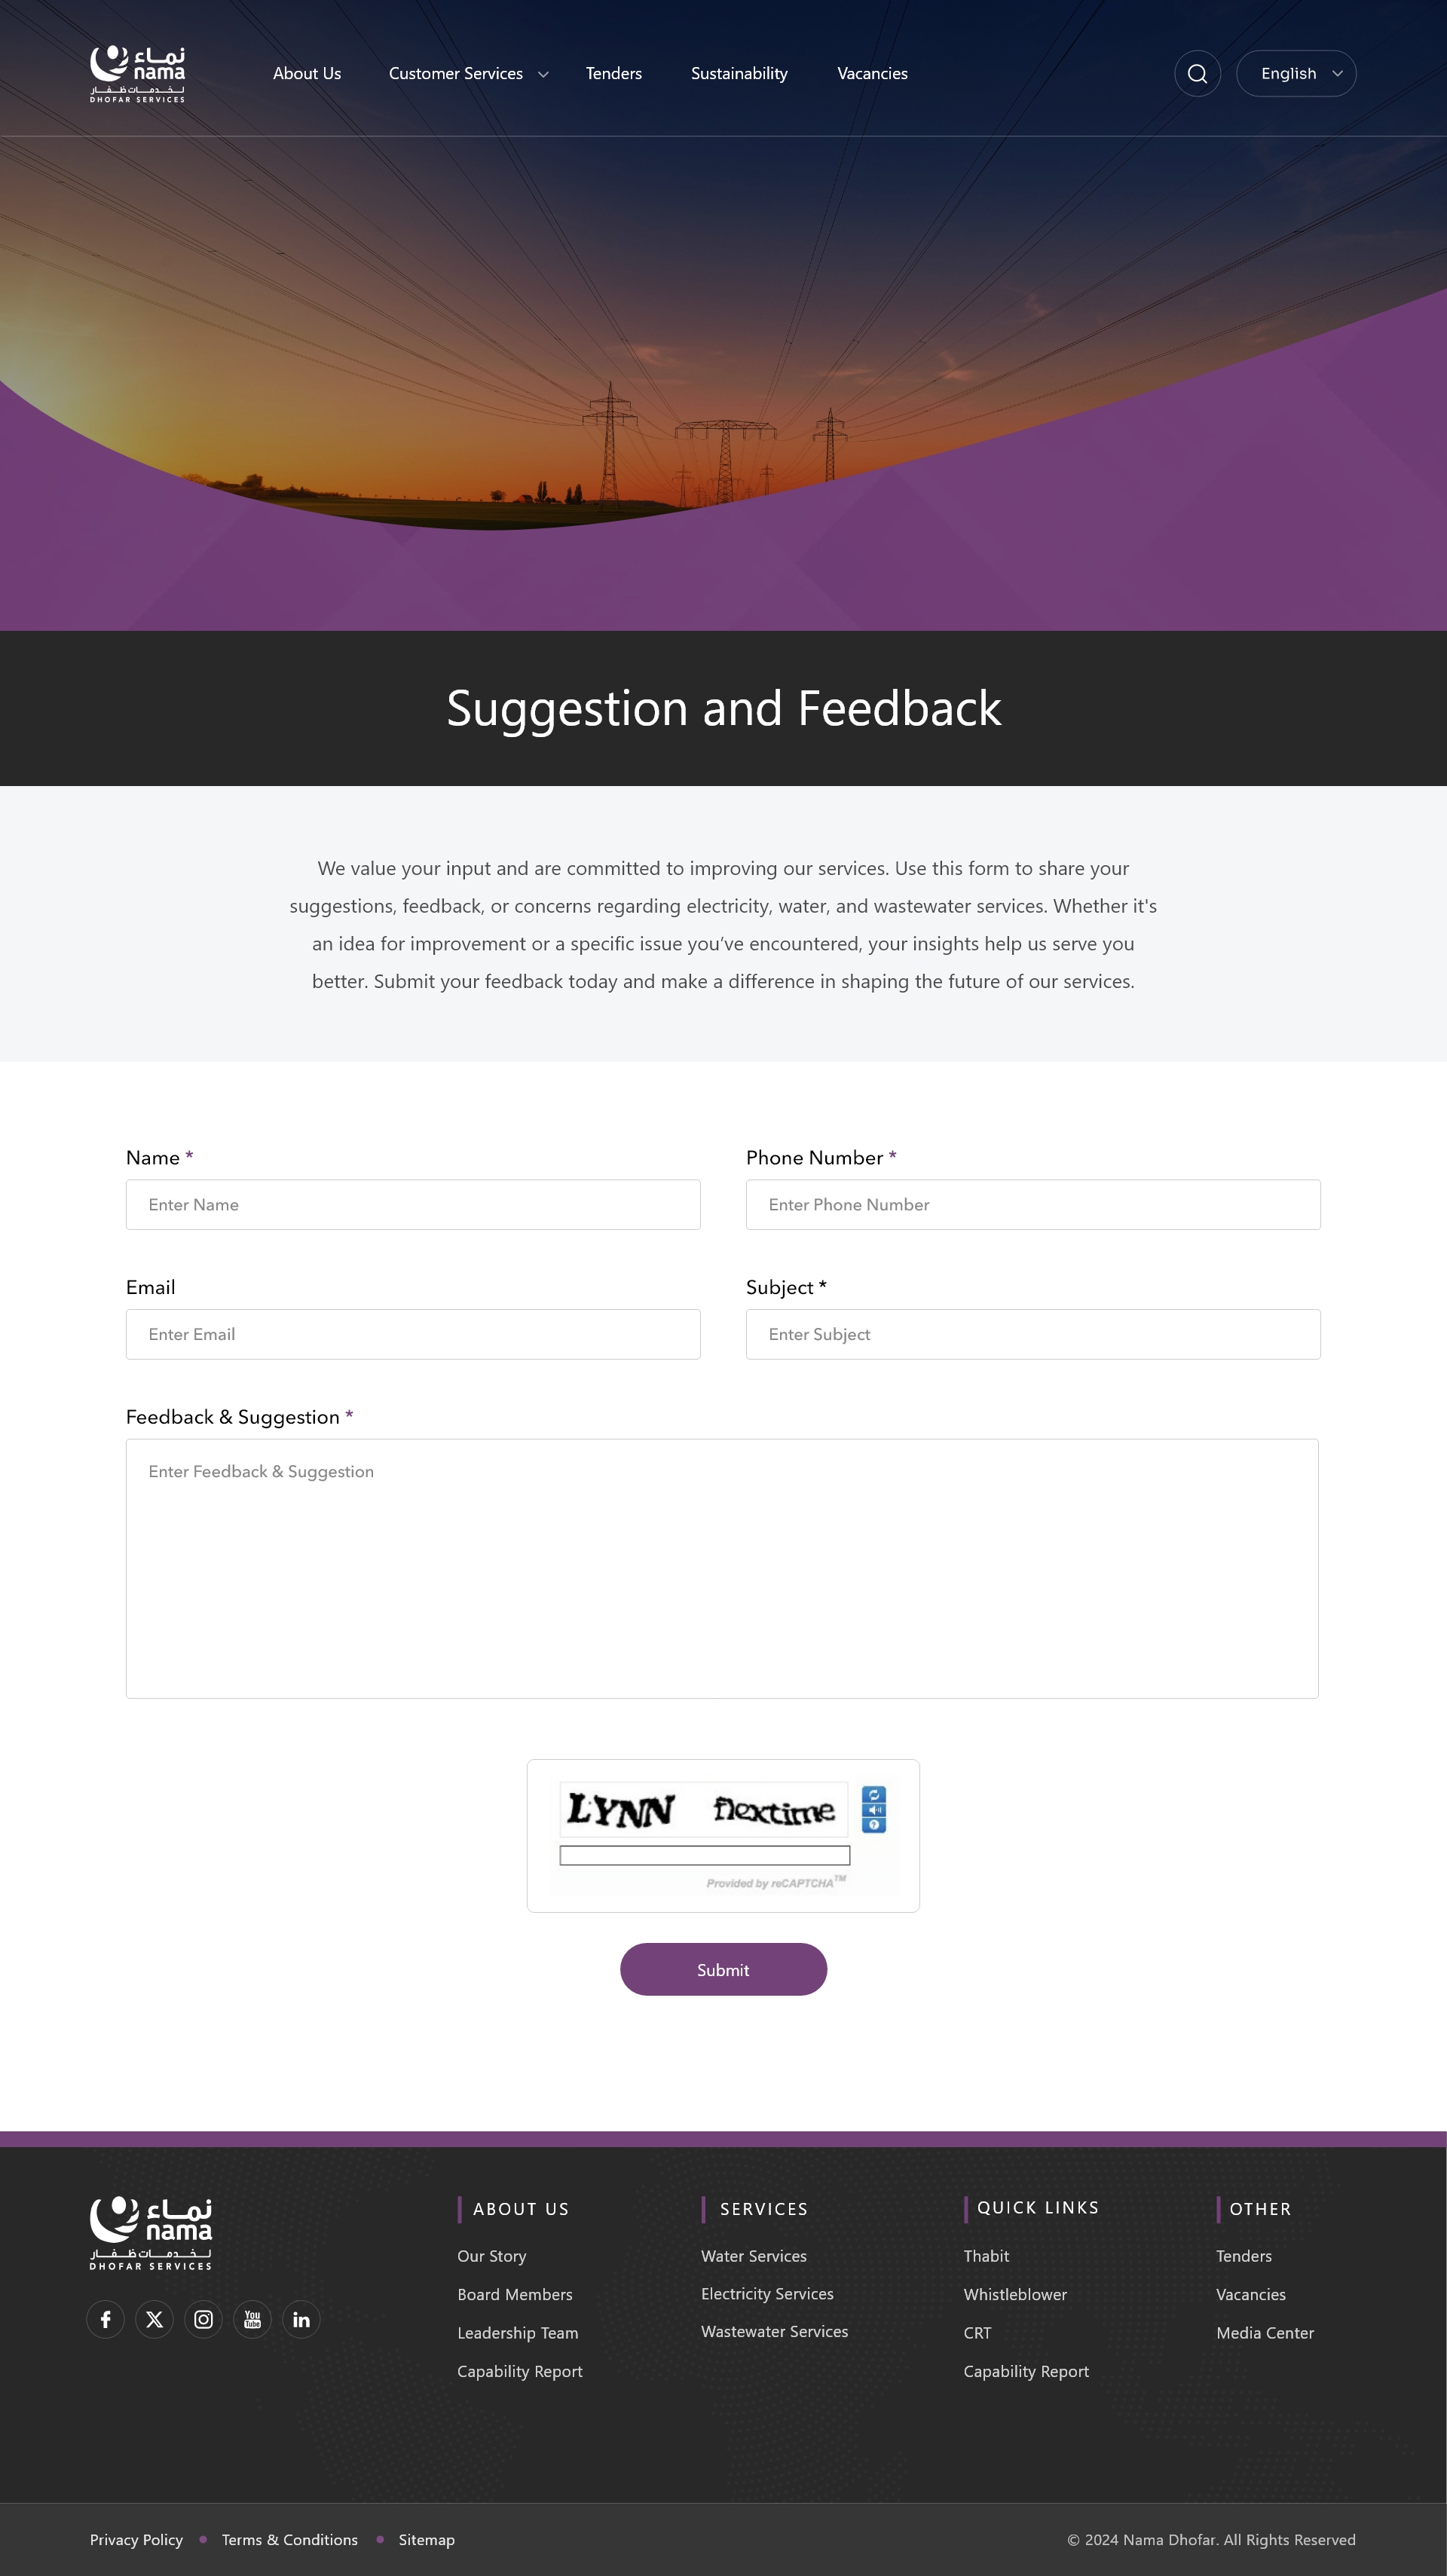 نماء
nama
لخدمات ظفار
DHOFAR SERVICES
About Us
Customer Services
Tenders
Sustainability
Vacancies
English
Suggestion and Feedback
We value your input and are committed to improving our services. Use this form to share your
suggestions, feedback, or concerns regarding electricity, water, and wastewater services. Whether it's
an idea for improvement or a specific issue you’ve encountered, your insights help us serve you
better. Submit your feedback today and make a difference in shaping the future of our services.
Name *
Phone Number *
Enter Name
Enter Phone Number
Email
Subject *
Enter Email
Enter Subject
Feedback & Suggestion *
Enter Feedback & Suggestion
LYNN flextime
Provided by reCAPTCHA™
Submit
نماء
nama
لخدمات ظفار
DHOFAR SERVICES
You
Tube
ABOUT US
Our Story
Board Members
Leadership Team
Capability Report
SERVICES
Water Services
Electricity Services
Wastewater Services
QUICK LINKS
Thabit
Whistleblower
CRT
Capability Report
OTHER
Tenders
Vacancies
Media Center
Privacy Policy • Terms & Conditions • Sitemap
© 2024 Nama Dhofar. All Rights Reserved